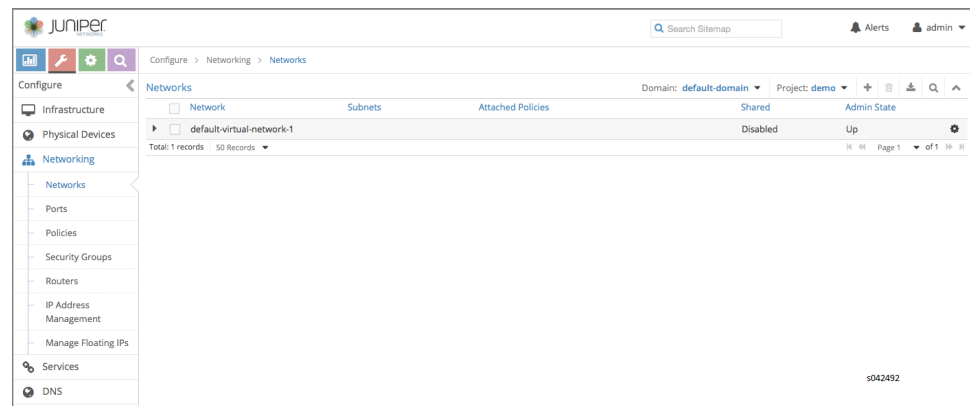 JUNIPER
NETWORKS
Search Sitemap
Alerts
admin
Configure > Networking > Networks
Configure
Networks
Domain: default-domain
Project: demo
Infrastructure
Network Subnets Attached Policies Shared Admin State
Physical Devices
default-virtual-network-1 Disabled Up
Total: 1 records 50 Records Page 1 of 1
Networking
Networks
Ports
Policies
Security Groups
Routers
IP Address
Management
Manage Floating IPs
Services
DNS
s042492